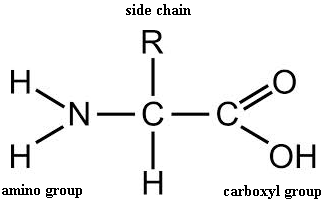 side chain
R
H O
N C C
H OH
H
amino group carboxyl group